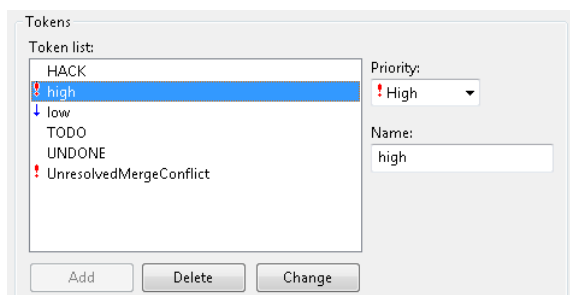 Tokens
Token list:
HACK
high
low
TODO
UNDONE
UnresolvedMergeConflict
Priority:
High
Name:
high
Add
Delete
Change